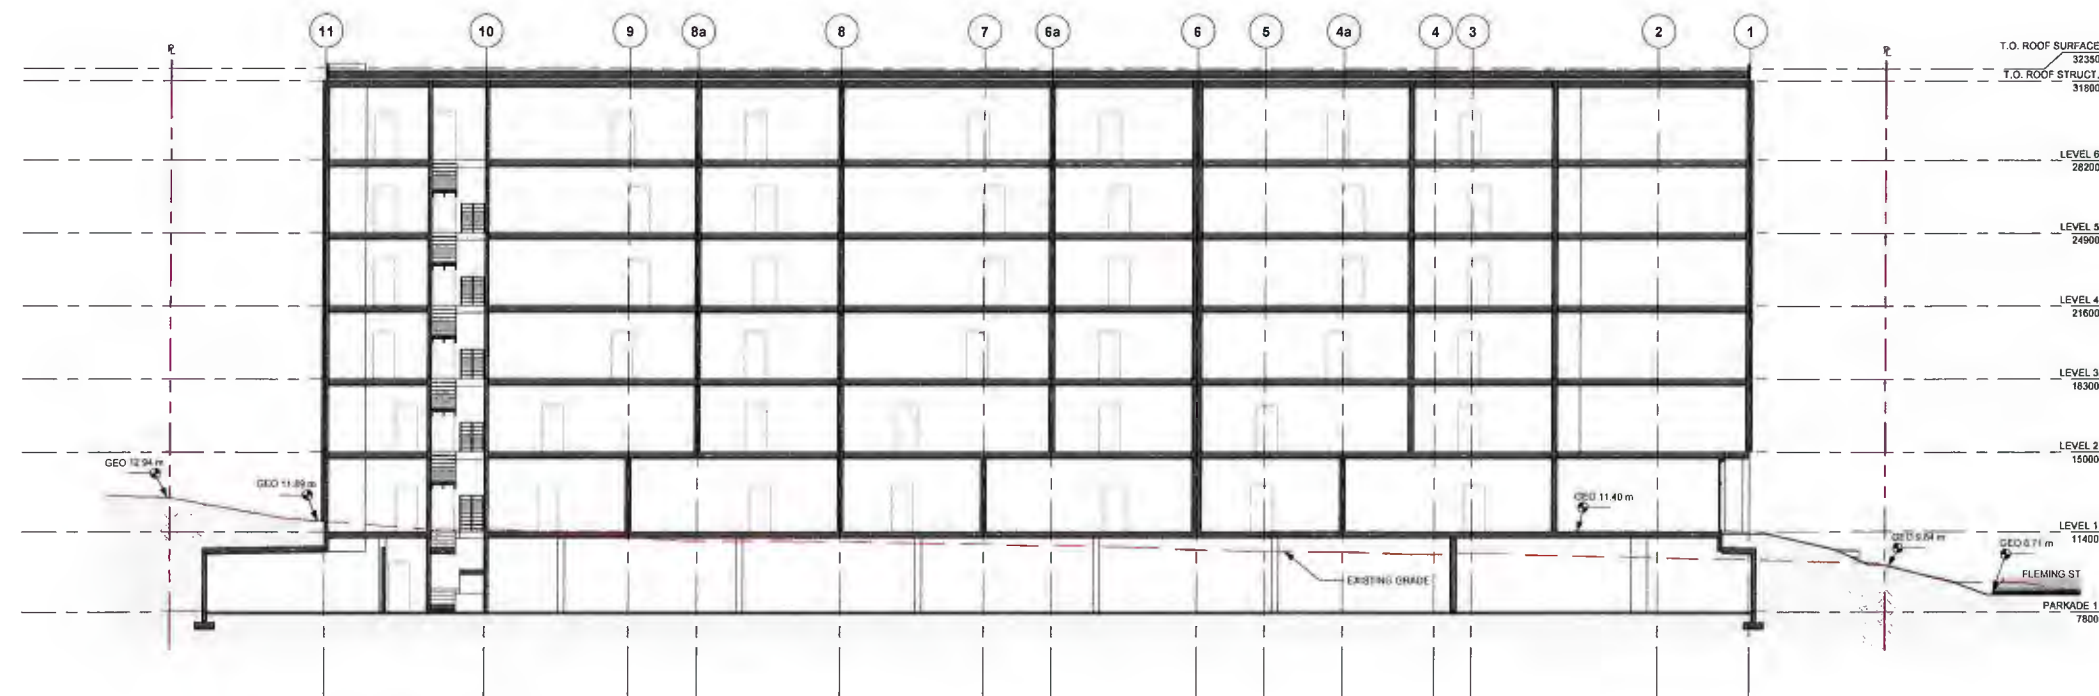 11 10 9 8a 8 7 6a 6 5 4a 4 3 2 1
T.O. ROOF SURFACE
32350
T.O. ROOF STRUCT.
31800
LEVEL 6
28200
LEVEL 5
24900
LEVEL 4
21600
LEVEL 3
18300
LEVEL 2
15000
GEO 12.94 m
GEO 11.89 m
GEO 11.40 m
LEVEL 1
11400
GEO 9.84 m
GEO 8.71 m
FLEMING ST
EXISTING GRADE
PARKADE 1
7800